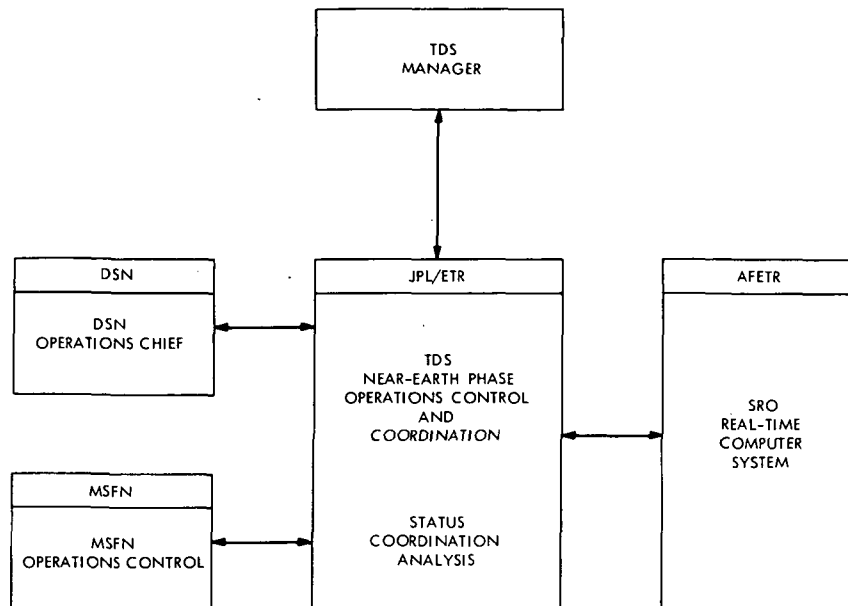 TDS
MANAGER
DSN
DSN
OPERATIONS CHIEF
JPL/ETR
TDS
NEAR-EARTH PHASE
OPERATIONS CONTROL
AND
COORDINATION
STATUS
COORDINATION
ANALYSIS
AFETR
SRO
REAL-TIME
COMPUTER
SYSTEM
MSFN
MSFN
OPERATIONS CONTROL